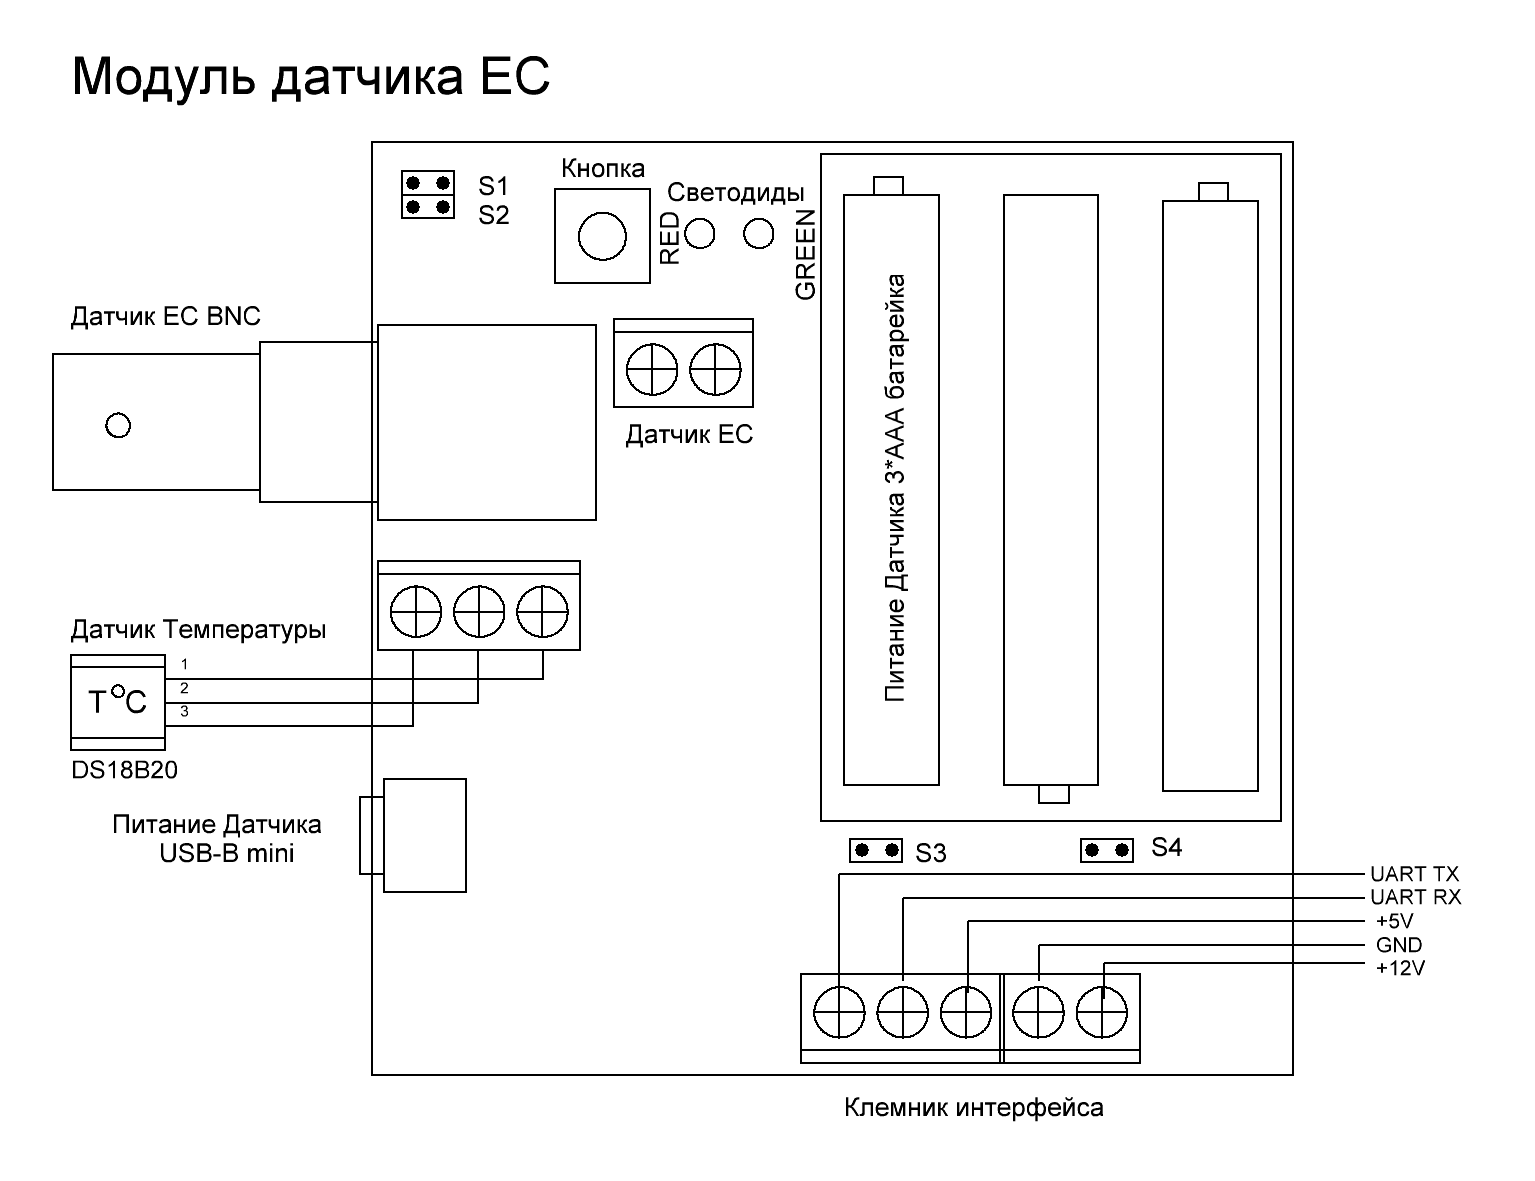 Модуль датчика EC
Кнопка
S1
S2
Светодиды
RED
GREEN
Датчик EC BNC
Датчик EC
Питание Датчика 3*AAA батарейка
Датчик Температуры
1
2
3
T°C
DS18B20
Питание Датчика
USB-B mini
S3
S4
UART TX
UART RX
+5V
GND
+12V
Клемник интерфейса